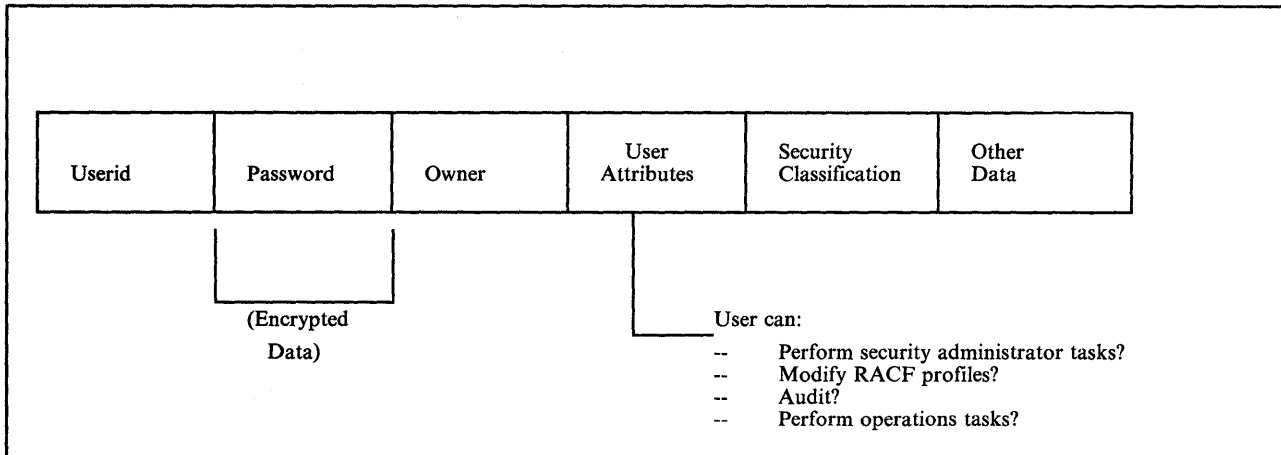 Userid
Password
Owner
User
Attributes
Security
Classification
Other
Data
(Encrypted
Data)
User can:
-- Perform security administrator tasks?
-- Modify RACF profiles?
-- Audit?
-- Perform operations tasks?